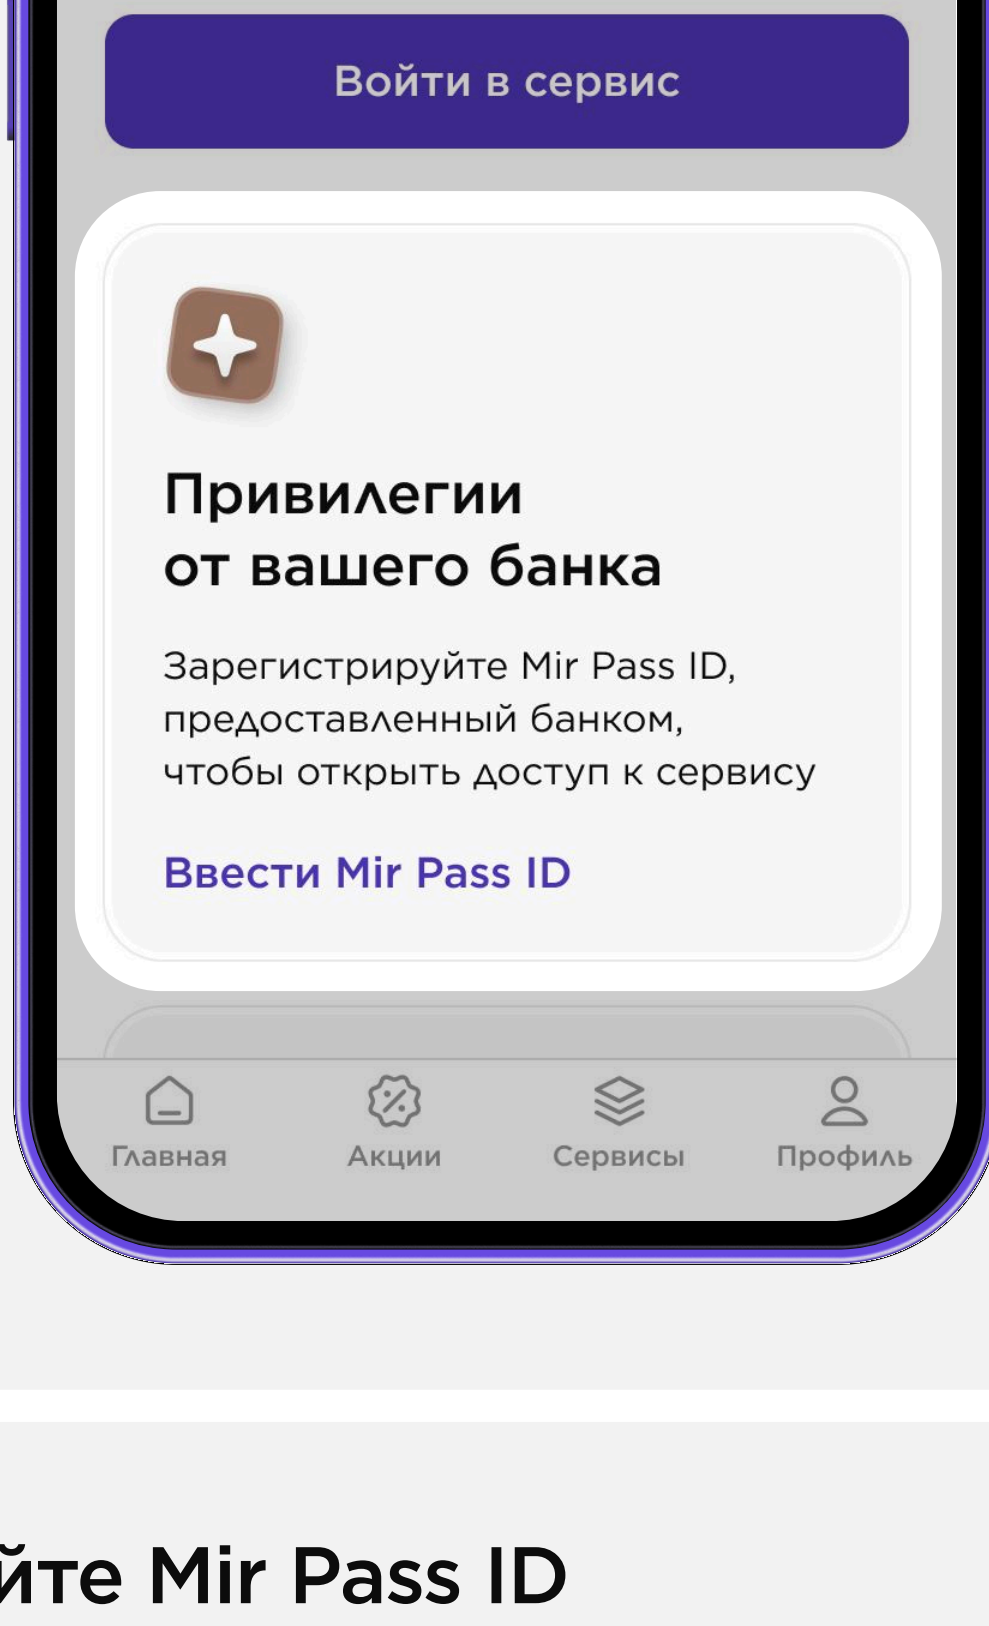 Войти в сервис
Привилегии
от вашего банка
Зарегистрируйте Mir Pass ID,
предоставленный банком,
чтобы открыть доступ к сервису
Ввести Mir Pass ID
Главная
Акции
Сервисы
Профиль
Mir Pass ID